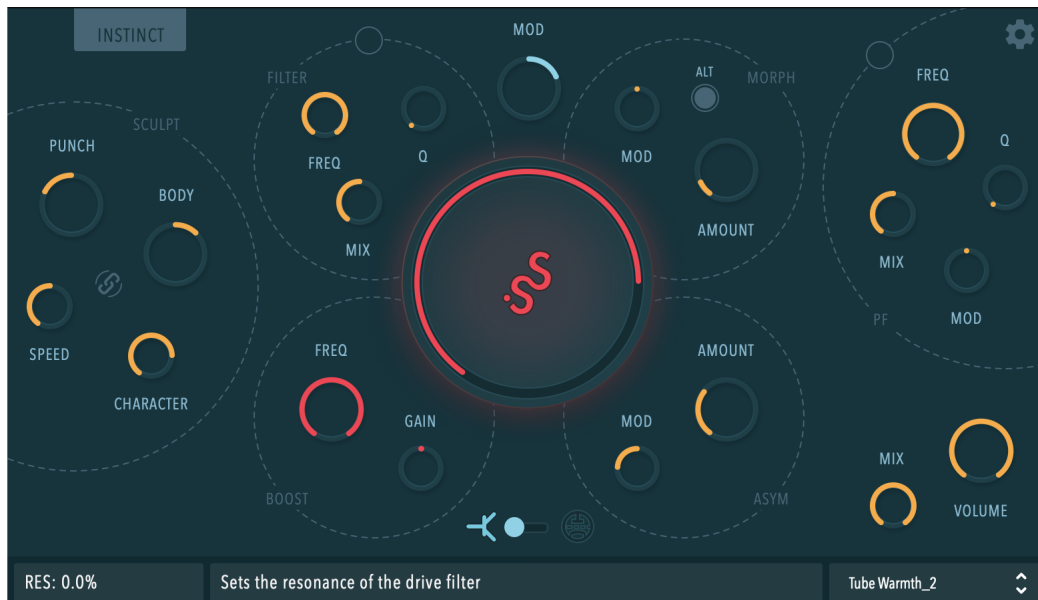 INSTINCT
MOD
FILTER
FREQ
Q
MIX
ALT
MORPH
MOD
AMOUNT
FREQ
Q
MIX
MOD
PF
SCULPT
PUNCH
BODY
SPEED
CHARACTER
FREQ
GAIN
BOOST
AMOUNT
MOD
ASYM
MIX
VOLUME
RES: 0.0%
Sets the resonance of the drive filter
Tube Warmth_2